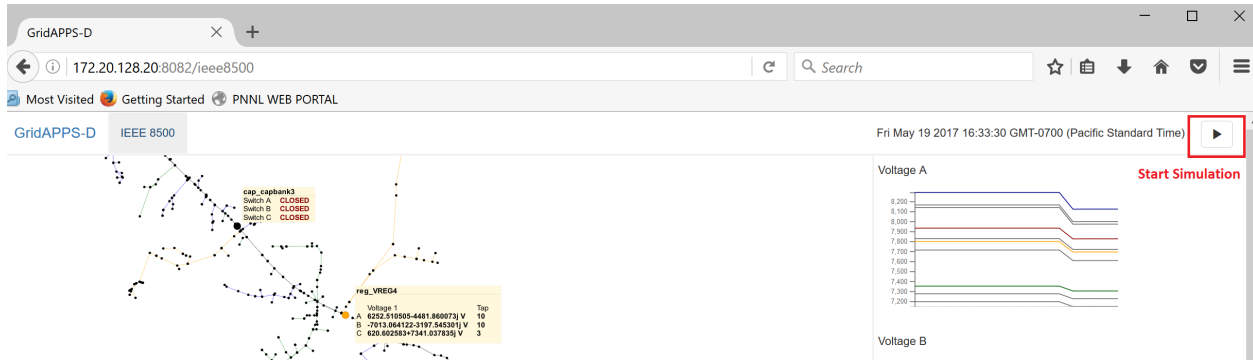 GridAPPS-D
172.20.128.20:8082/ieee8500
Search
Most Visited Getting Started PNNL WEB PORTAL
GridAPPS-D IEEE 8500
Fri May 19 2017 16:33:30 GMT-0700 (Pacific Standard Time)
Start Simulation
cap_capbank3
Switch A CLOSED
Switch B CLOSED
Switch C CLOSED
reg_VREG4
Voltage 1 Tap
A 6252.510505-4481.860073j V 10
B -7013.064122-3197.545301j V 10
C 620.602583+7341.037835j V 3
Voltage A
8,200
8,100
8,000
7,900
7,800
7,700
7,600
7,500
7,400
7,300
7,200
Voltage B